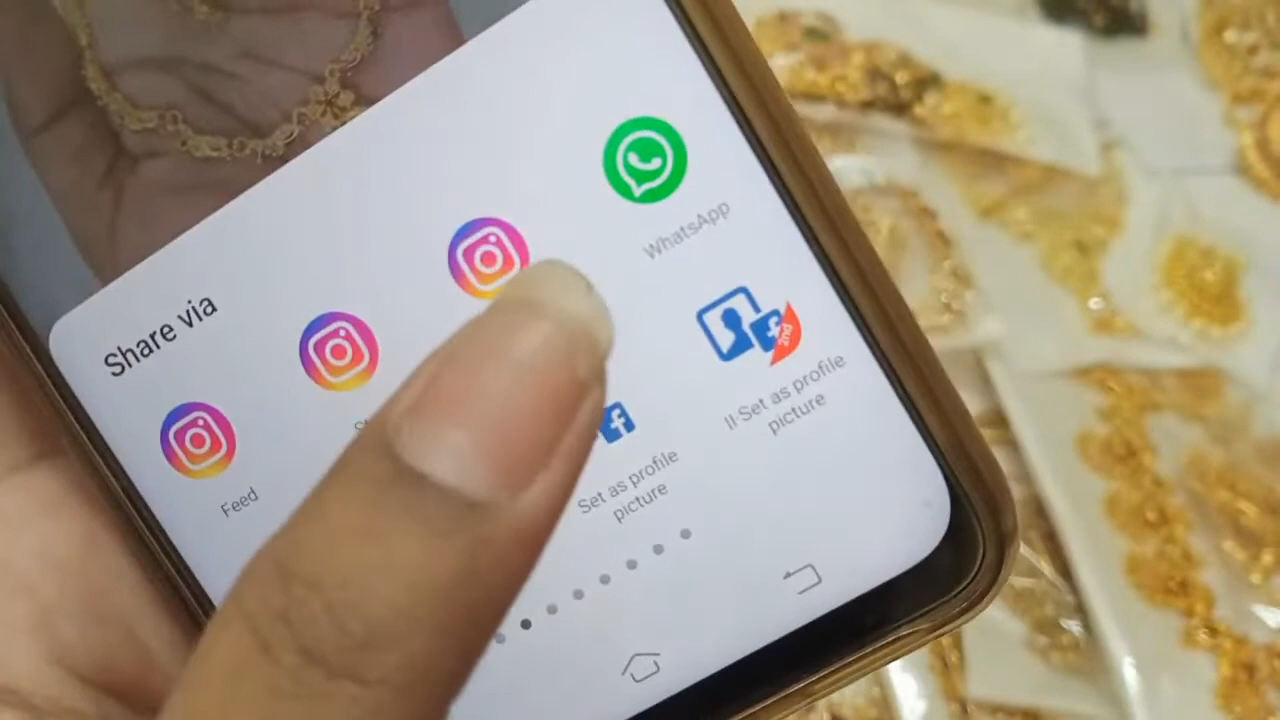 Share via
Feed
WhatsApp
Set as profile
picture
2nd
II-Set as profile
picture